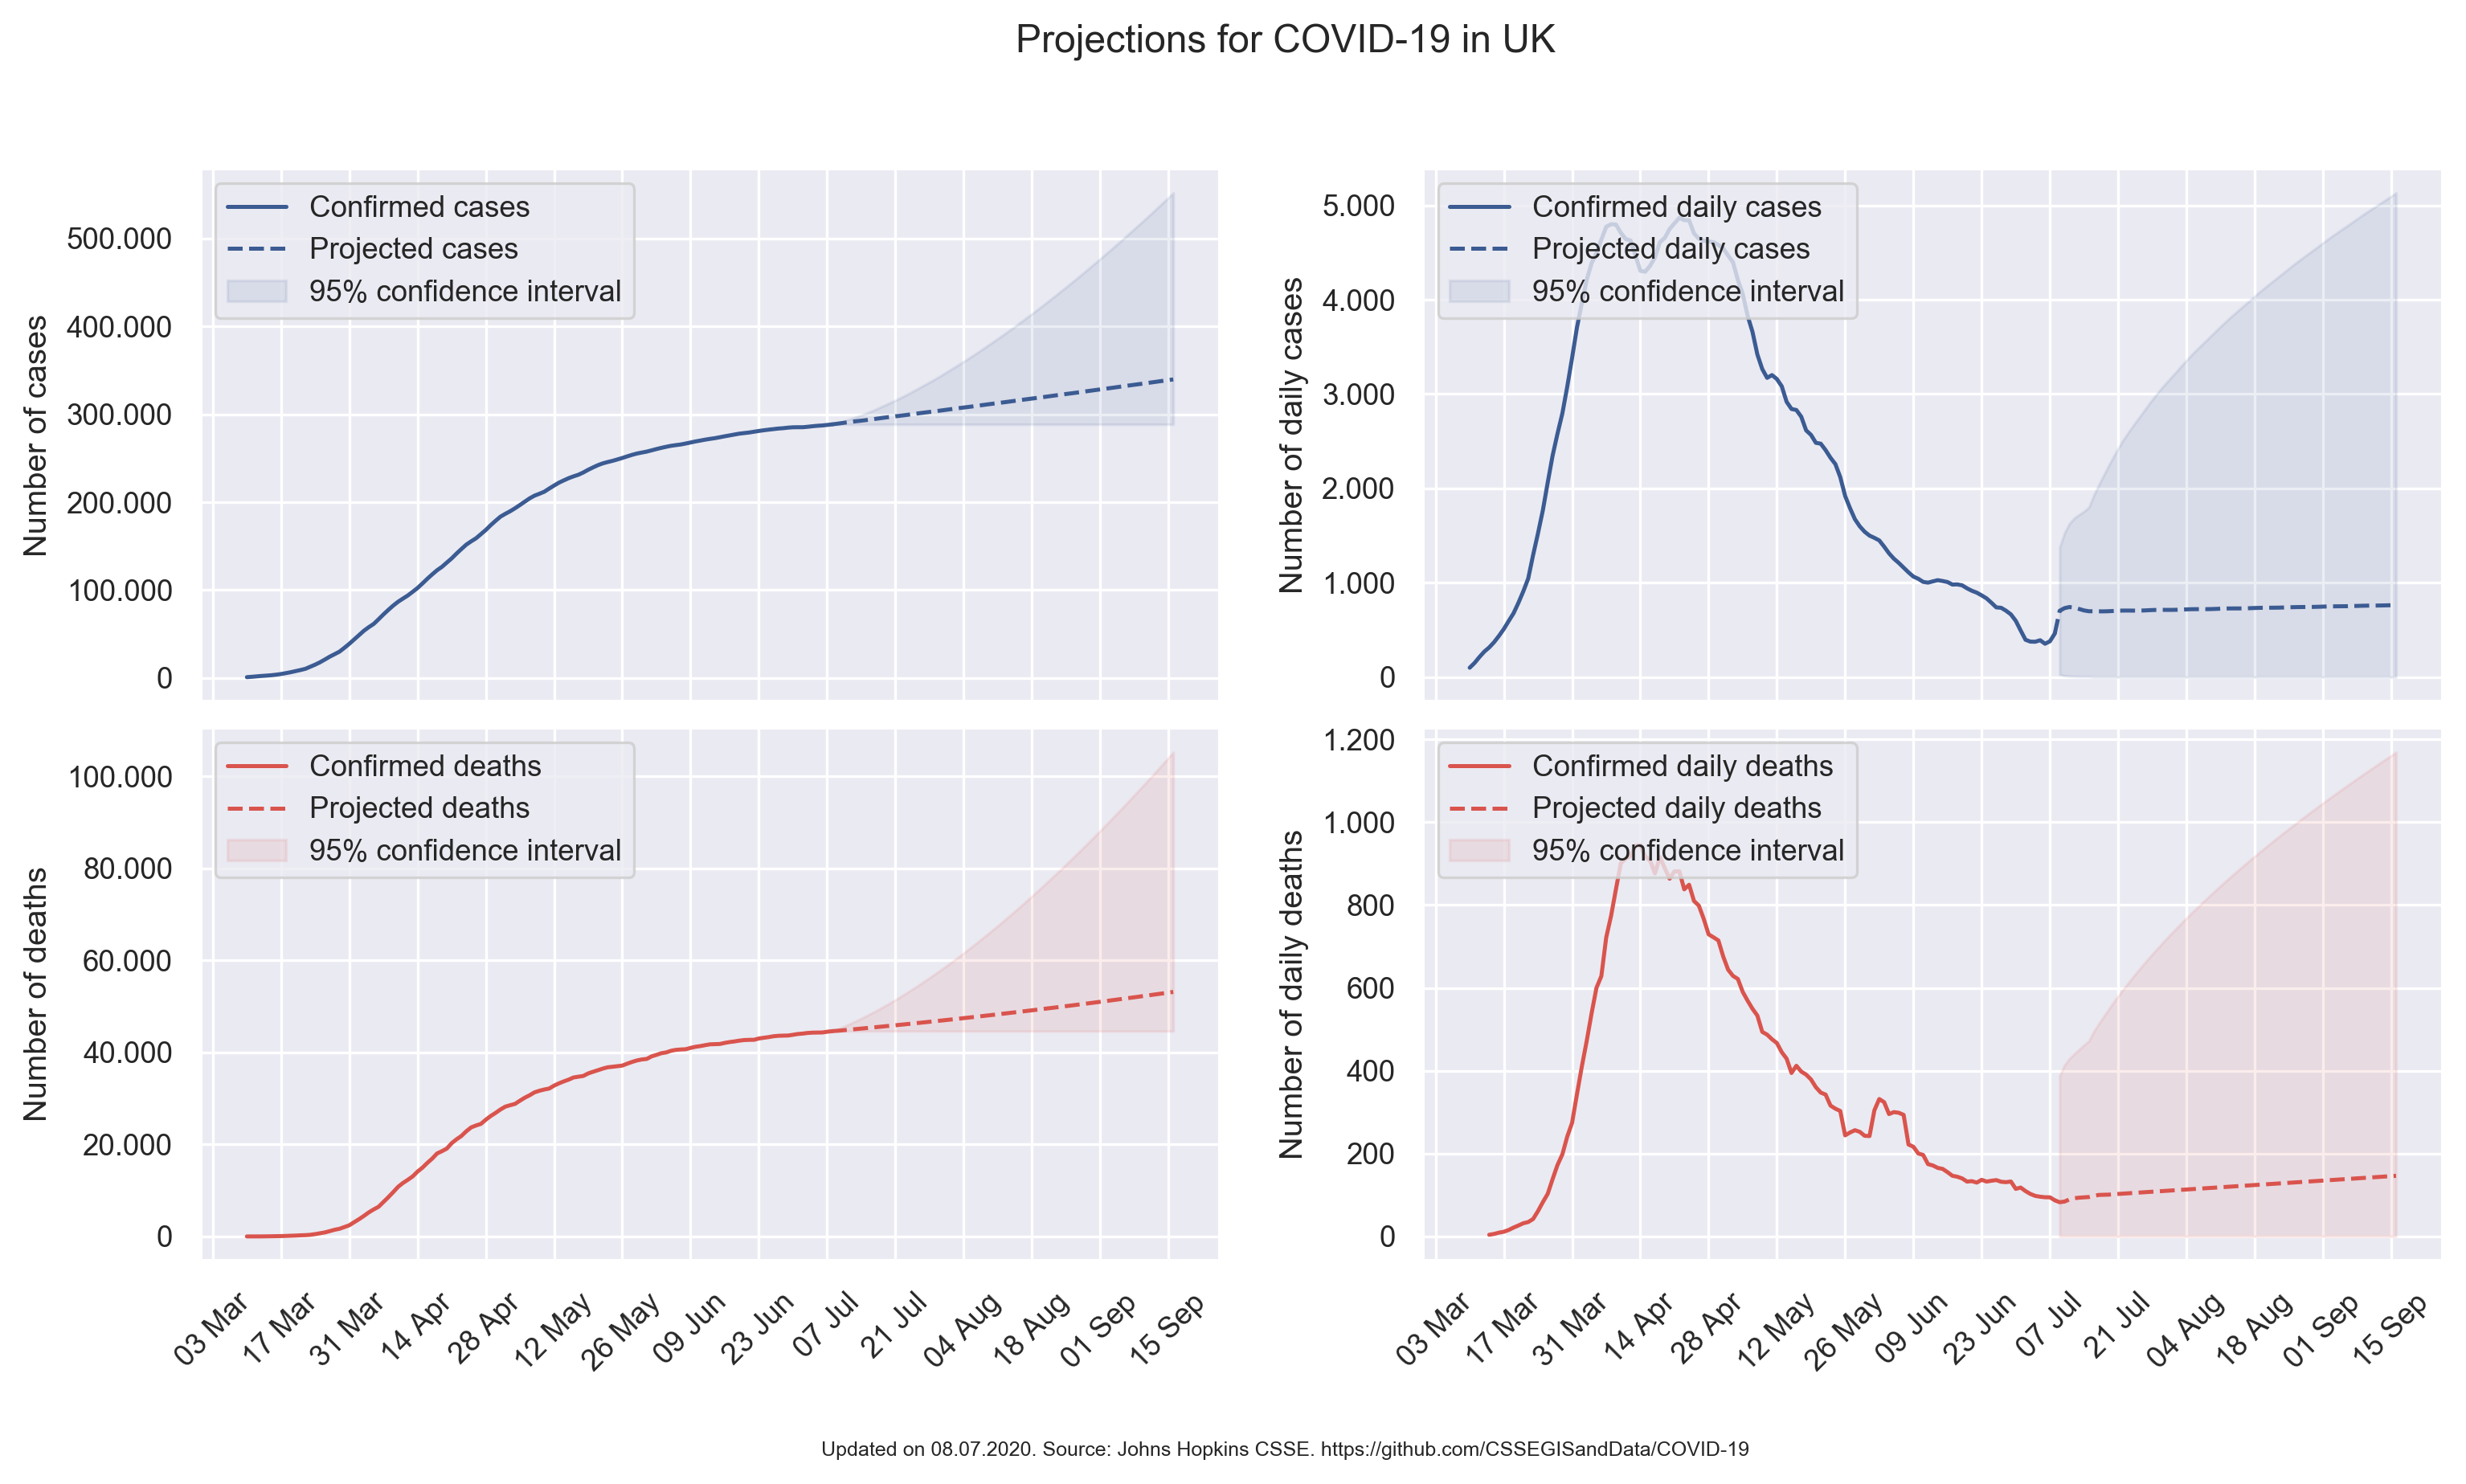 Projections for COVID-19 in UK
Number of cases
500.000
400.000
300.000
200.000
100.000
0
Confirmed cases
Projected cases
95% confidence interval
Number of daily cases
5.000
4.000
3.000
2.000
1.000
0
Confirmed daily cases
Projected daily cases
95% confidence interval
Number of deaths
100.000
80.000
60.000
40.000
20.000
0
Confirmed deaths
Projected deaths
95% confidence interval
03 Mar
17 Mar
31 Mar
14 Apr
28 Apr
12 May
26 May
09 Jun
23 Jun
07 Jul
21 Jul
04 Aug
18 Aug
01 Sep
15 Sep
Number of daily deaths
1.200
1.000
800
600
400
200
0
Confirmed daily deaths
Projected daily deaths
95% confidence interval
03 Mar
17 Mar
31 Mar
14 Apr
28 Apr
12 May
26 May
09 Jun
23 Jun
07 Jul
21 Jul
04 Aug
18 Aug
01 Sep
15 Sep
Updated on 08.07.2020. Source: Johns Hopkins CSSE. https://github.com/CSSEGISandData/COVID-19